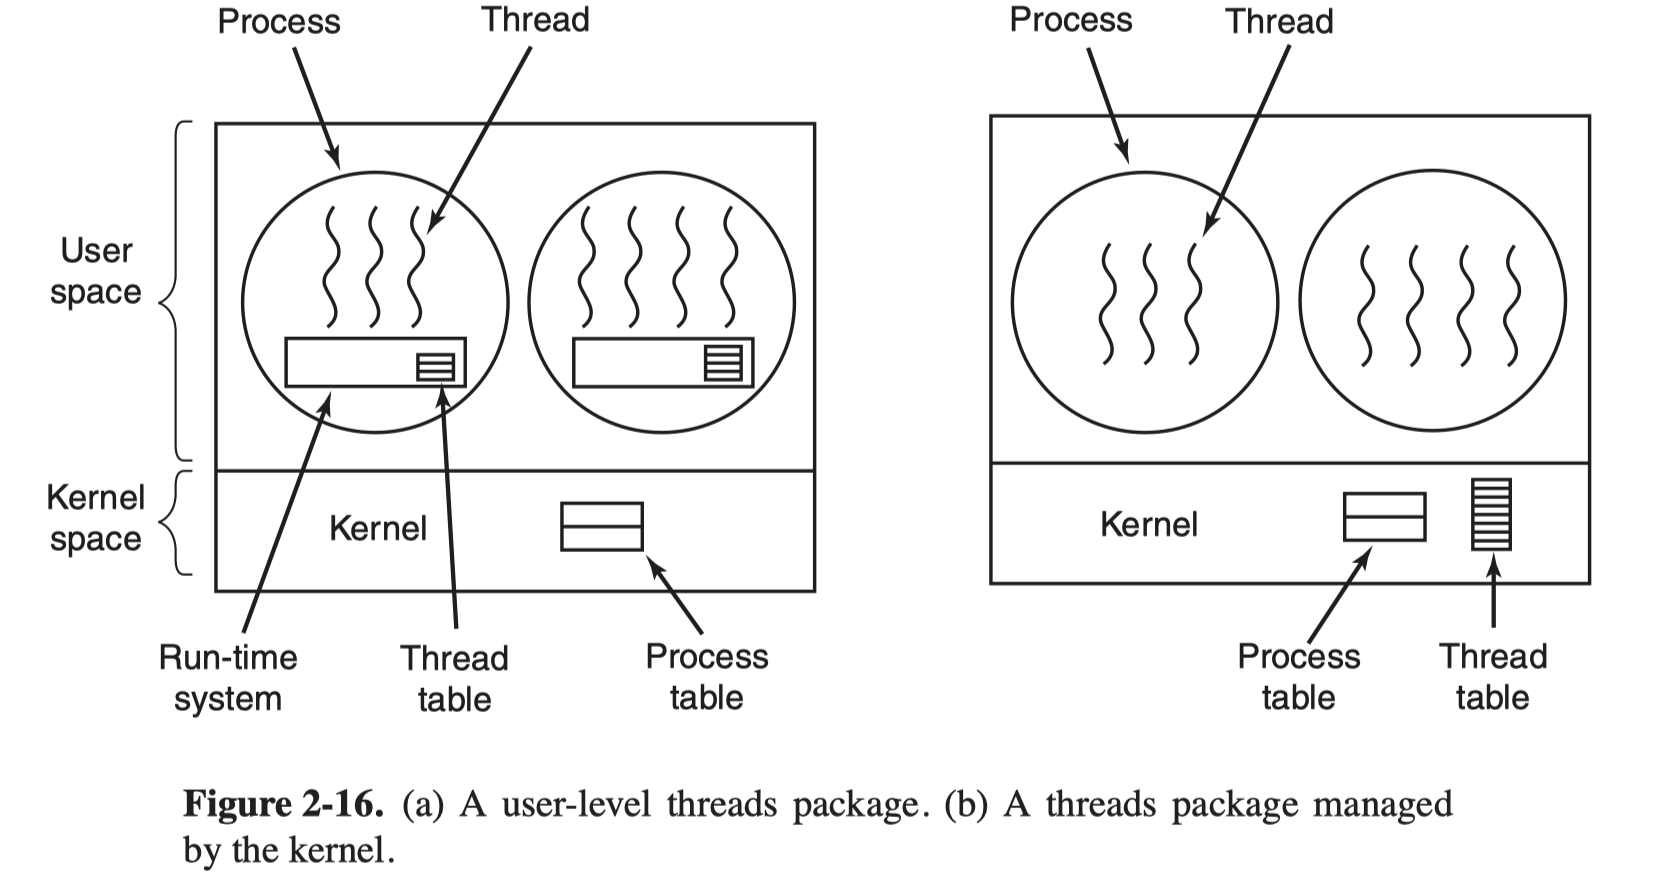 Process
Thread
Process
Thread
User
space
Kernel
space
Kernel
Kernel
Run-time
system
Thread
table
Process
table
Process
table
Thread
table
Figure 2-16. (a) A user-level threads package. (b) A threads package managed
by the kernel.